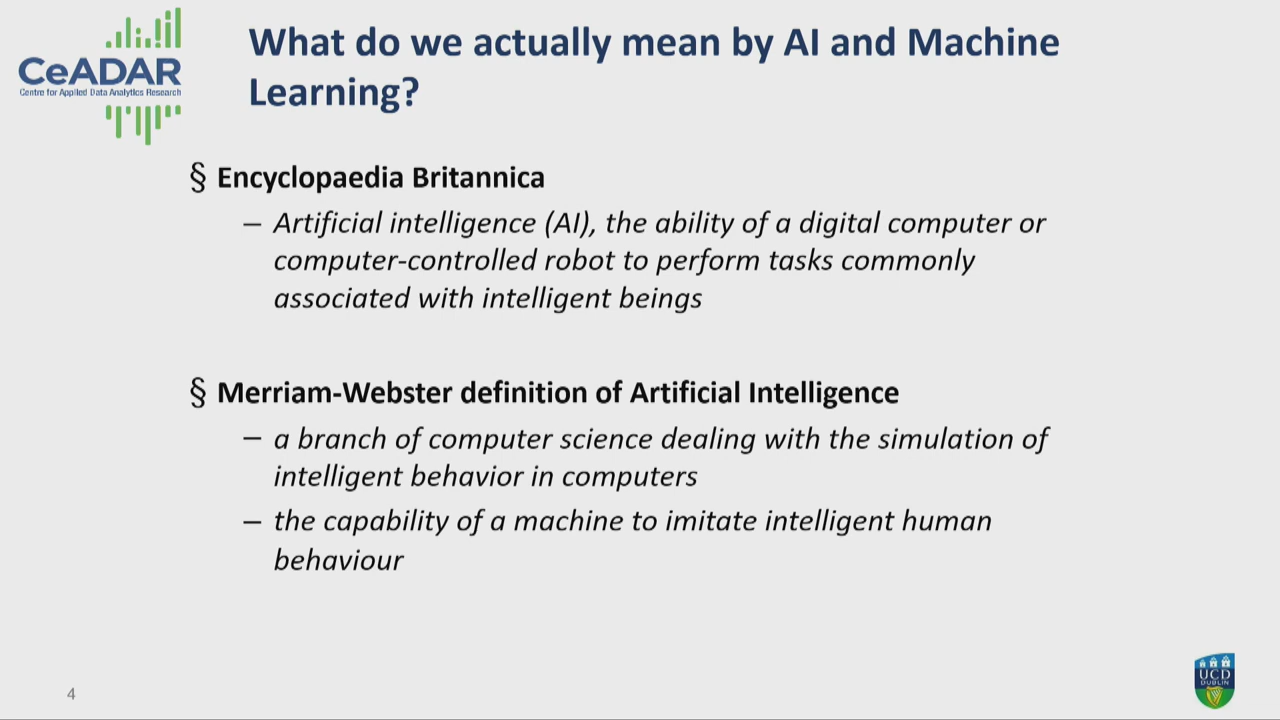 CeADAR
Centre for Applied Data Analytics Research
What do we actually mean by AI and Machine
Learning?
§ Encyclopaedia Britannica
– Artificial intelligence (AI), the ability of a digital computer or
computer-controlled robot to perform tasks commonly
associated with intelligent beings
§ Merriam-Webster definition of Artificial Intelligence
– a branch of computer science dealing with the simulation of
intelligent behavior in computers
– the capability of a machine to imitate intelligent human
behaviour
4
UCD
DUBLIN